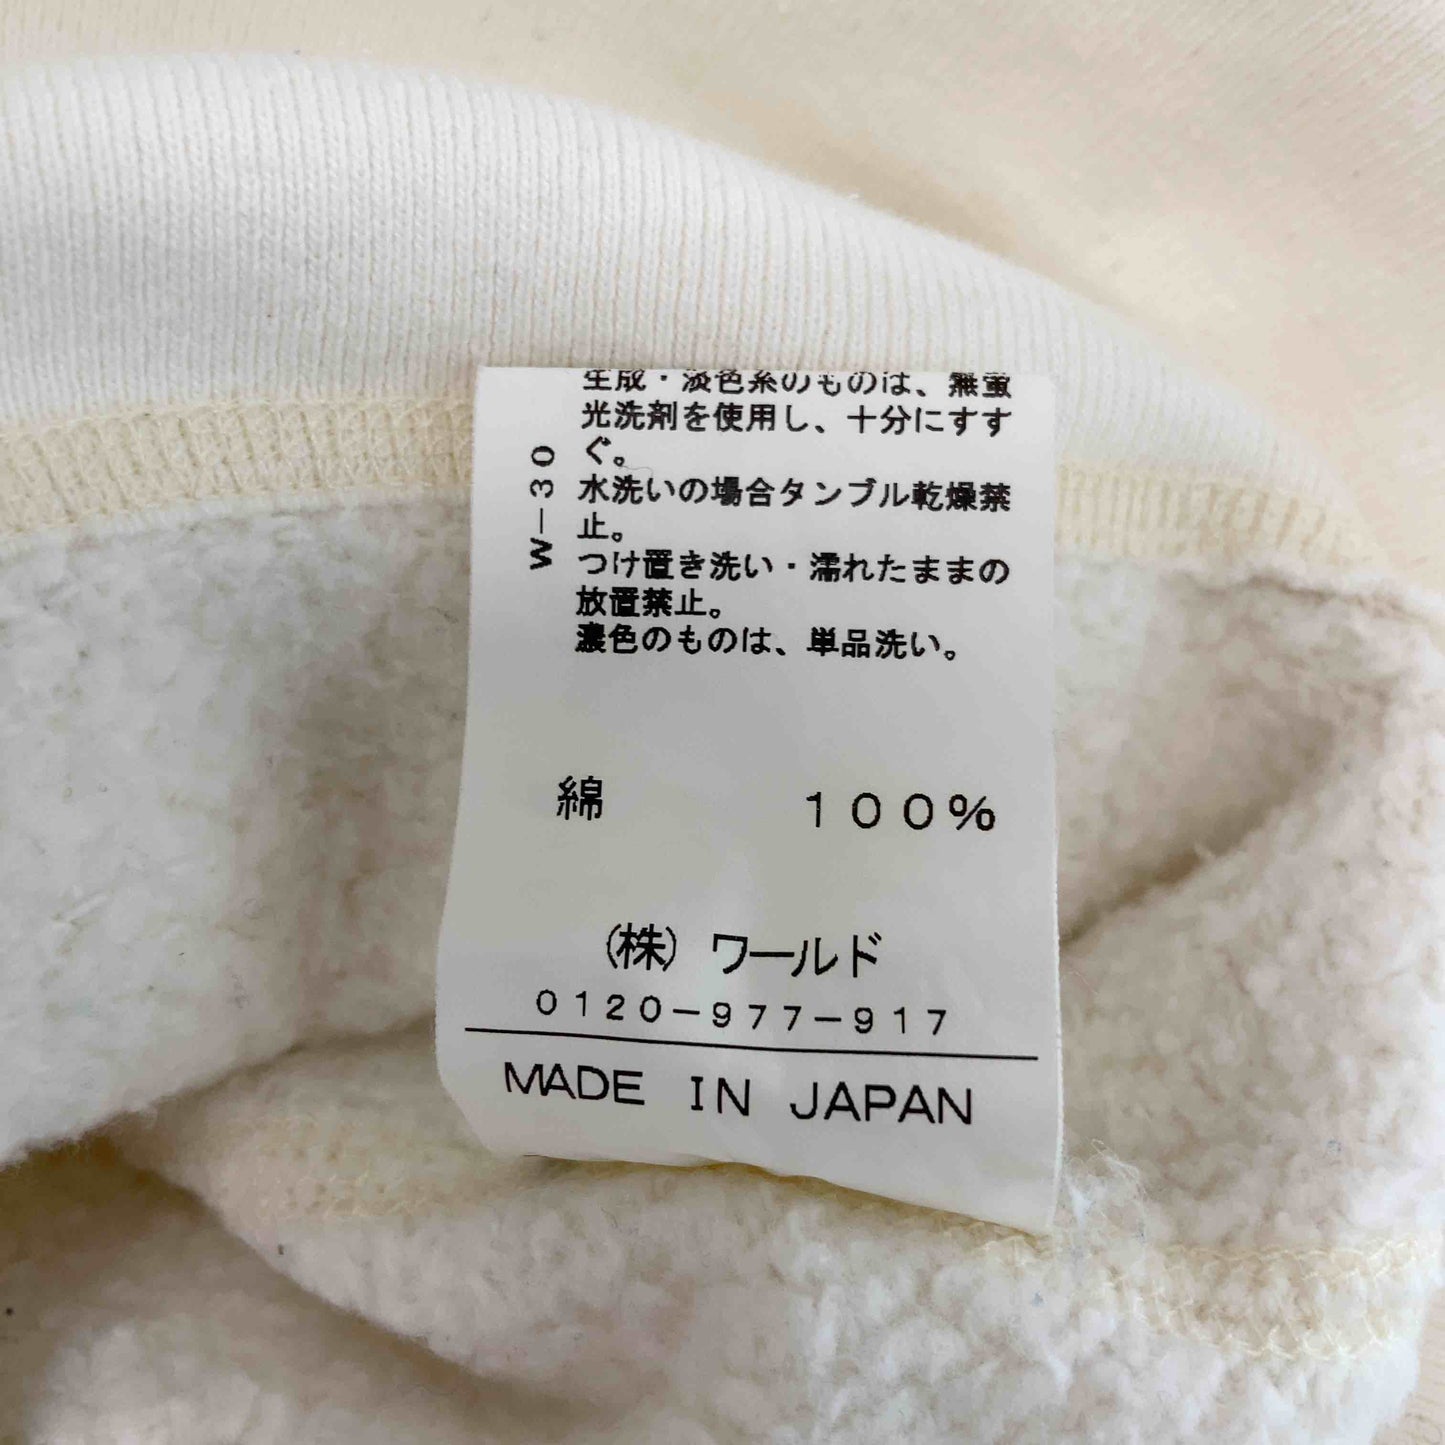 生成・淡色系のものは、無蛍
光洗剤を使用し、十分にすす
ぐ。
水洗いの場合タンブル乾燥禁
止。
つけ置き洗い・濡れたままの
放置禁止。
濃色のものは、単品洗い。
W－30
綿 100%
(株) ワールド
0120－977－917
MADE IN JAPAN